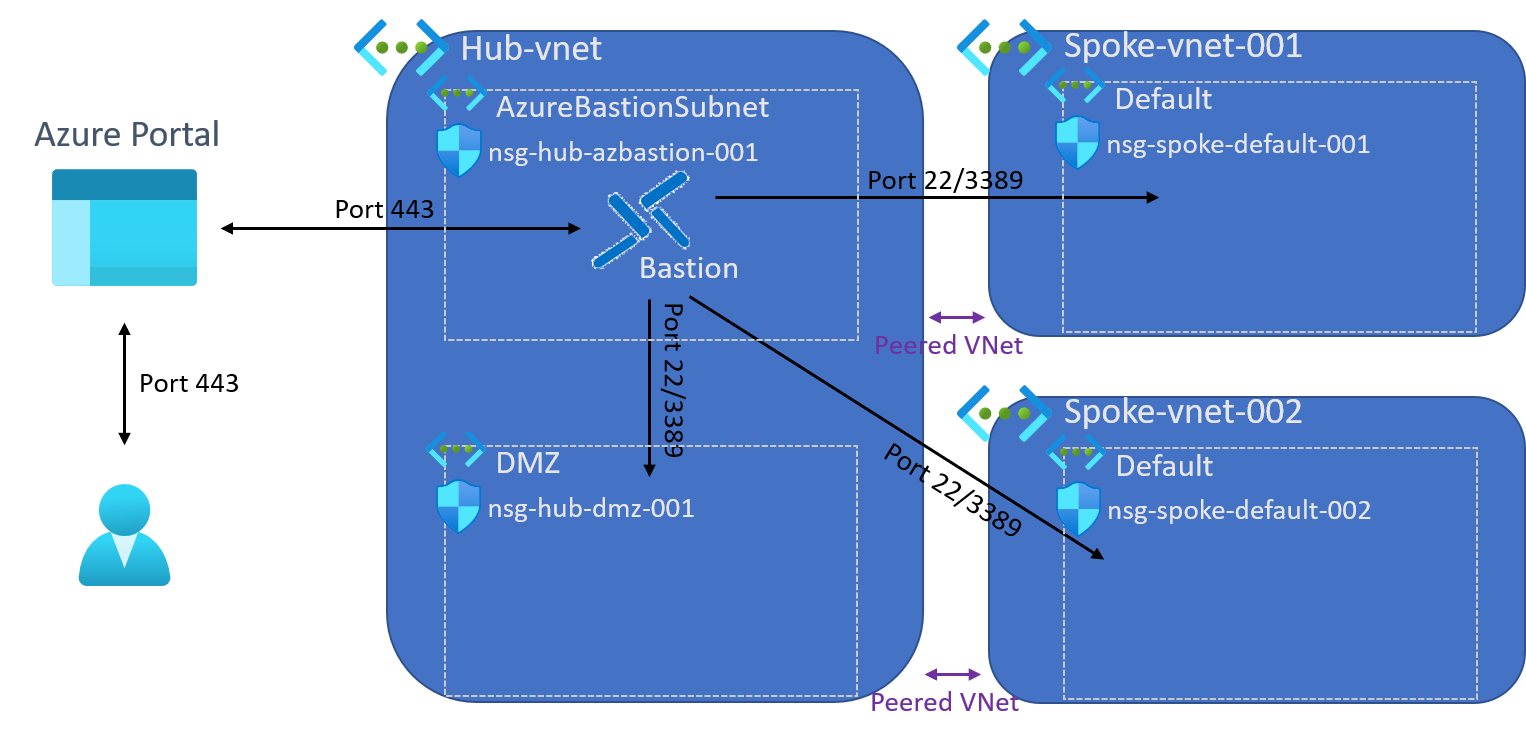 Azure Portal
Port 443
Port 443
Hub-vnet
AzureBastionSubnet
nsg-hub-azbastion-001
Bastion
Port 22/3389
DMZ
nsg-hub-dmz-001
Port 22/3389
Peered VNet
Spoke-vnet-001
Default
nsg-spoke-default-001
Port 22/3389
Peered VNet
Spoke-vnet-002
Default
nsg-spoke-default-002